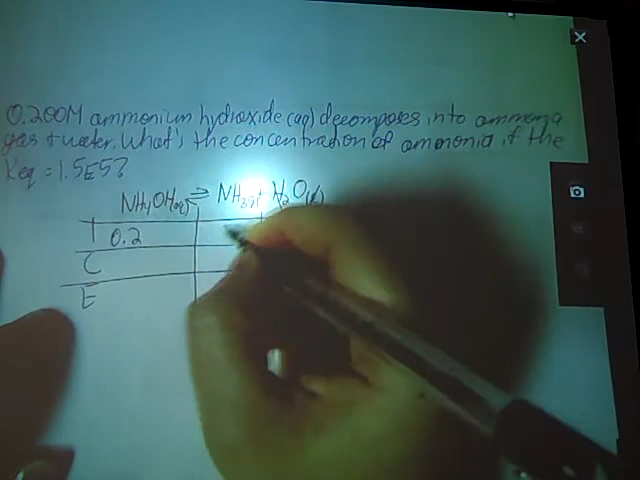 0.200M ammonium hydroxide (aq) decomposes into ammonia
gas + water. What's the concentration of ammonia if the
Keq = 1.5E5?
NH4OH(aq) ⇌ NH3(g) + H2O(l)
I 0.2
C
E